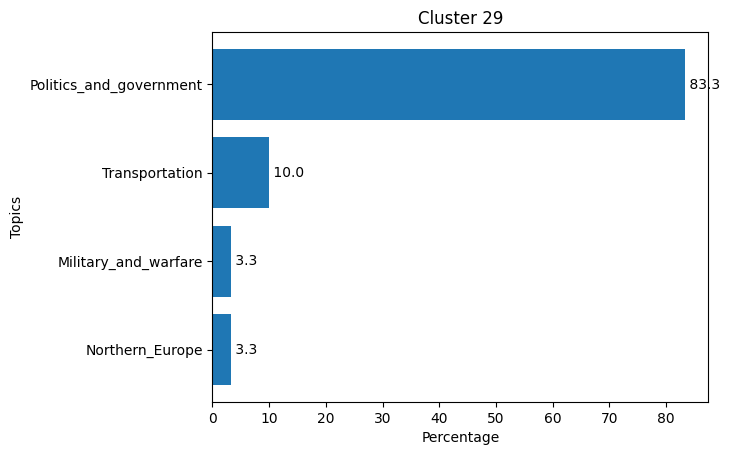 Cluster 29
Politics_and_government
83.3
Transportation
10.0
Military_and_warfare
3.3
Northern_Europe
3.3
Topics
0 10 20 30 40 50 60 70 80
Percentage